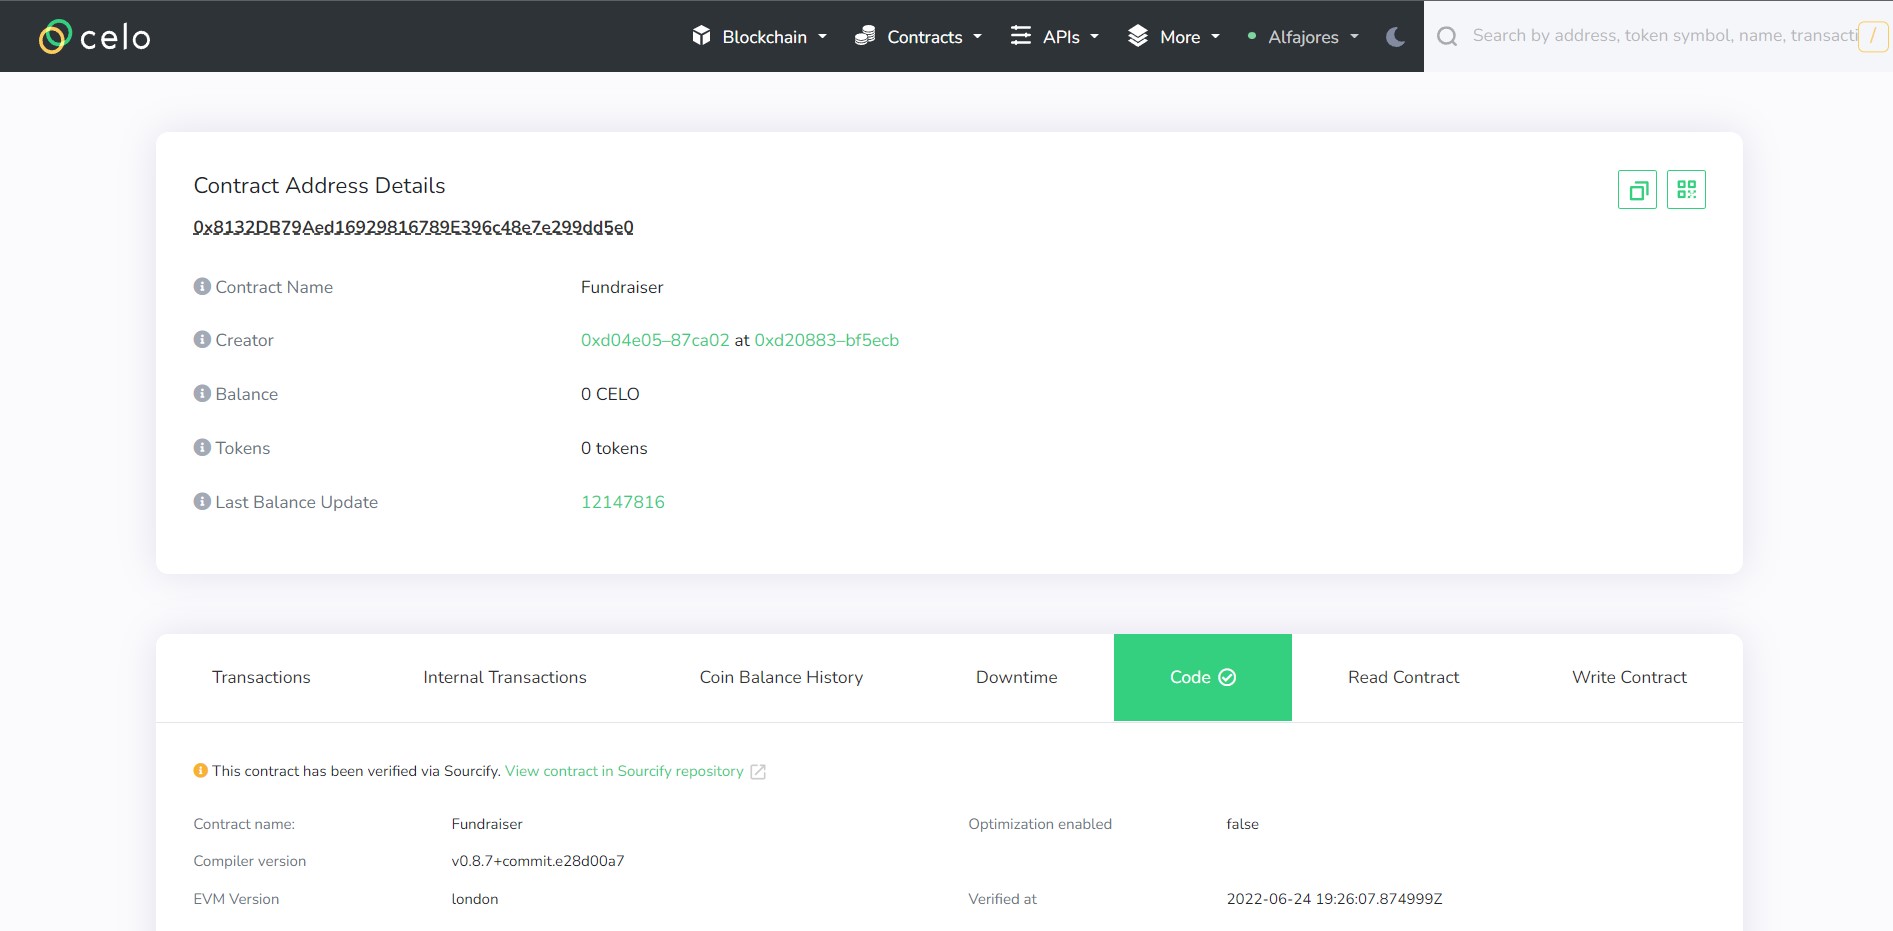 celo
Blockchain Contracts APIs More Alfajores Search by address, token symbol, name, transacti /
Contract Address Details
0x8132DB79Aed16929816789E396c48e7e299dd5e0
Contract Name Fundraiser
Creator 0xd04e05–87ca02 at 0xd20883–bf5ecb
Balance 0 CELO
Tokens 0 tokens
Last Balance Update 12147816
Transactions Internal Transactions Coin Balance History Downtime Code Read Contract Write Contract
This contract has been verified via Sourcify. View contract in Sourcify repository
Contract name: Fundraiser Optimization enabled false
Compiler version v0.8.7+commit.e28d00a7
EVM Version london Verified at 2022-06-24 19:26:07.874999Z